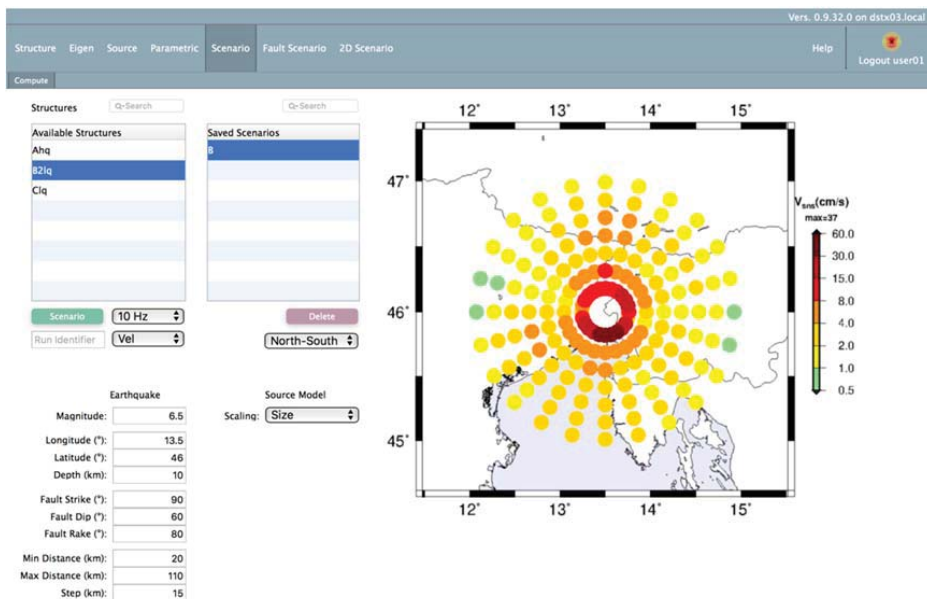 Vers. 0.9.32.0 on dstx03.local
Structure Eigen Source Parametric Scenario Fault Scenario 2D Scenario Help
Logout user01
Compute
Structures Search
Search
Available Structures
Ahq
B2lq
Clq
Saved Scenarios
B
Scenario 10 Hz
Delete
Run Identifier Vel
North-South
Earthquake
Magnitude: 6.5
Longitude (°): 13.5
Latitude (°): 46
Depth (km): 10
Fault Strike (°): 90
Fault Dip (°): 60
Fault Rake (°): 80
Min Distance (km): 20
Max Distance (km): 110
Step (km): 15
Source Model
Scaling: Size
12° 13° 14° 15°
47°
46°
45°
12° 13° 14° 15°
Vsns(cm/s)
max=37
60.0
30.0
15.0
8.0
4.0
2.0
1.0
0.5